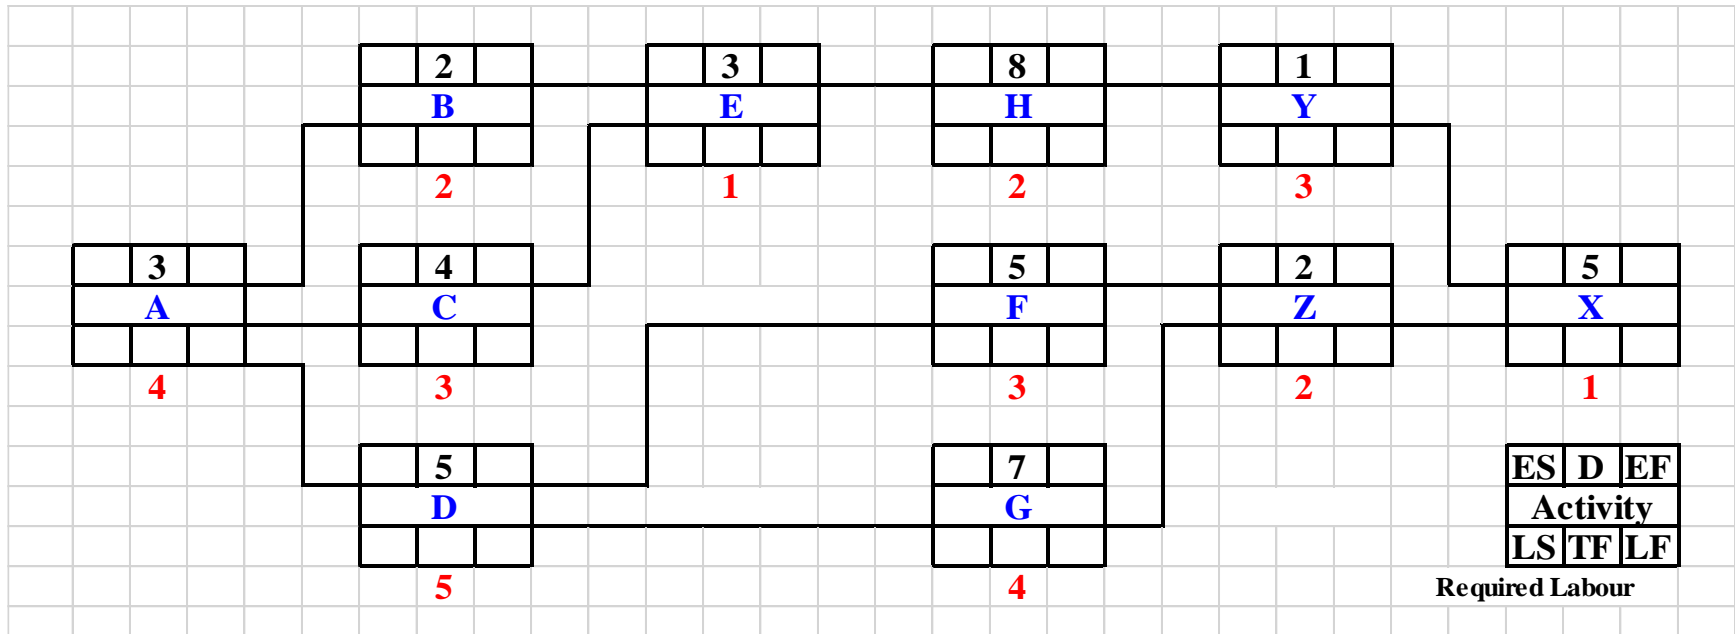 2 3 8 1
B E H Y
2 1 2 3
3 4 5 2 5
A C F Z X
4 3 3 2 1
5 7 ES D EF
D G Activity
LS TF LF
5 4 Required Labour